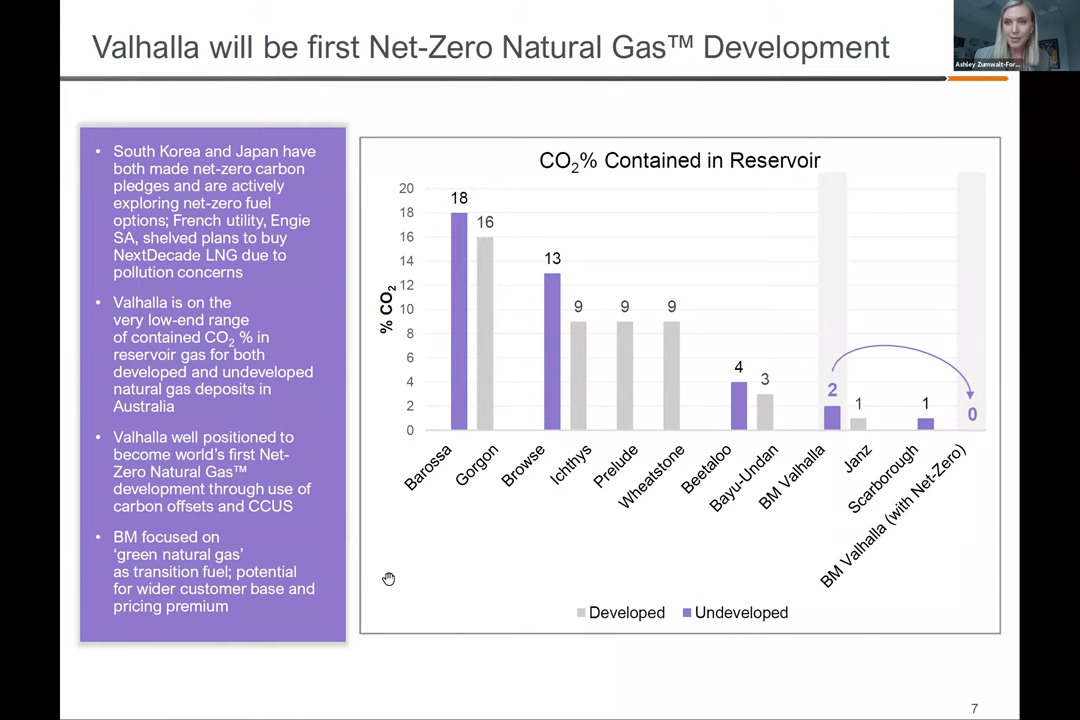 Valhalla will be first Net-Zero Natural Gas™ Development
Ashley Zumwalt-For...
• South Korea and Japan have
both made net-zero carbon
pledges and are actively
exploring net-zero fuel
options; French utility, Engie
SA, shelved plans to buy
NextDecade LNG due to
pollution concerns
• Valhalla is on the
very low-end range
of contained CO₂ % in
reservoir gas for both
developed and undeveloped
natural gas deposits in
Australia
• Valhalla well positioned to
become world's first Net-
Zero Natural Gas™
development through use of
carbon offsets and CCUS
• BM focused on
'green natural gas'
as transition fuel; potential
for wider customer base and
pricing premium
CO₂% Contained in Reservoir
% CO₂
20
18
16
14
12
10
8
6
4
2
0
18
16
13
9
9
9
4
3
2
1
1
0
Barossa
Gorgon
Browse
Ichthys
Prelude
Wheatstone
Beetaloo
Bayu-Undan
BM Valhalla
Janz
Scarborough
BM Valhalla (with Net-Zero)
Developed
Undeveloped
7